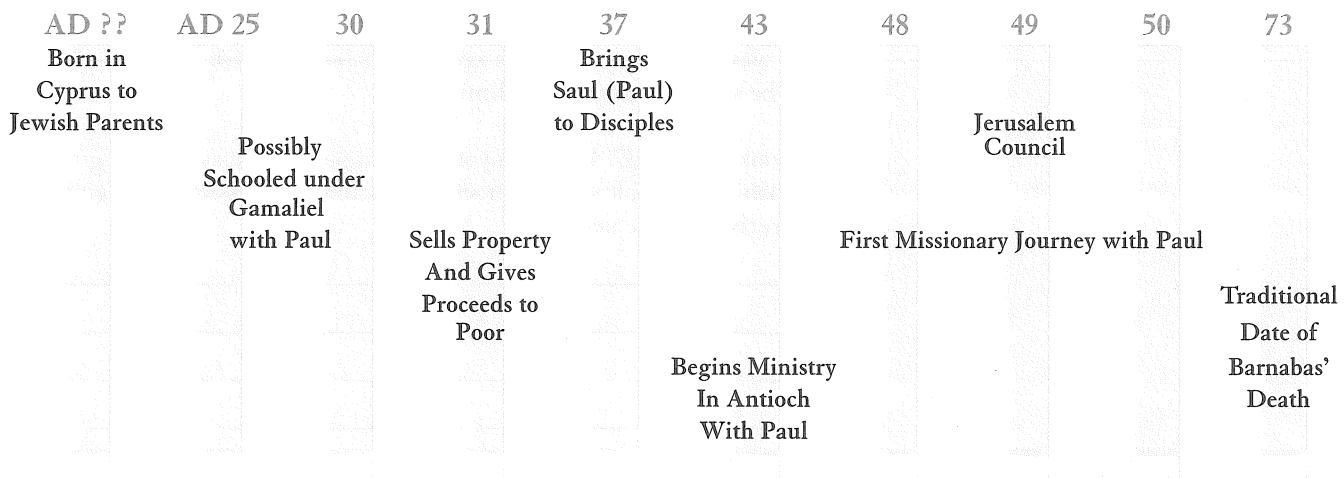 AD ?? AD 25 30 31 37 43 48 49 50 73
Born in
Cyprus to
Jewish Parents
Possibly
Schooled under
Gamaliel
with Paul
Sells Property
And Gives
Proceeds to
Poor
Brings
Saul (Paul)
to Disciples
Begins Ministry
In Antioch
With Paul
First Missionary Journey with Paul
Jerusalem
Council
Traditional
Date of
Barnabas'
Death